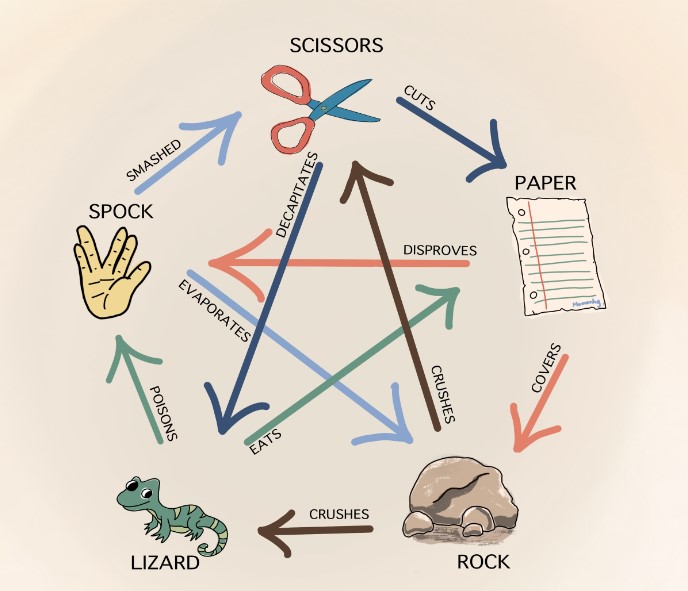 SCISSORS
CUTS
SMASHED
DECAPITATES
PAPER
SPOCK
DISPROVES
EVAPORATES
COVERS
CRUSHES
POISONS
EATS
CRUSHES
LIZARD
ROCK